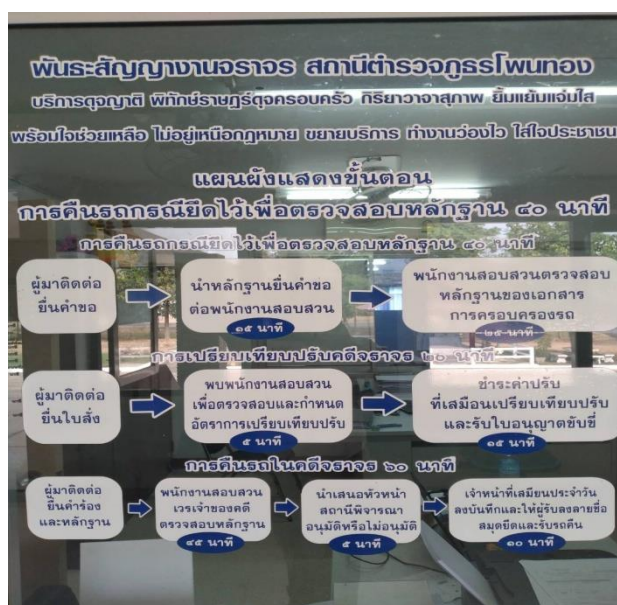 พันธะสัญญางานจราจร สถานีตำรวจภูธรโพนทอง
บริการดุจญาติ พิทักษ์ราษฎร์ดุจครอบครัว กิริยาวาจาสุภาพ ยิ้มแย้มแจ่มใส
พร้อมใจช่วยเหลือ ไม่อยู่เหนือกฎหมาย ขยายบริการ ทำงานว่องไว ใส่ใจประชาชน
แผนผังแสดงขั้นตอน
การคืนรถกรณียึดไว้เพื่อตรวจสอบหลักฐาน ๔๐ นาที
การคืนรถกรณียึดไว้เพื่อตรวจสอบหลักฐาน ๔๐ นาที
ผู้มาติดต่อ
ยื่นคำขอ
นำหลักฐานยื่นคำขอ
ต่อพนักงานสอบสวน
๑๕ นาที
พนักงานสอบสวนตรวจสอบ
หลักฐานของเอกสาร
การครอบครองรถ
๒๕ นาที
การเปรียบเทียบปรับคดีจราจร ๒๐ นาที
ผู้มาติดต่อ
ยื่นใบสั่ง
พบพนักงานสอบสวน
เพื่อตรวจสอบและกำหนด
อัตราการเปรียบเทียบปรับ
๕ นาที
ชำระค่าปรับ
ที่เสมือนเปรียบเทียบปรับ
และรับใบอนุญาตขับขี่
๑๕ นาที
การคืนรถในคดีจราจร ๖๐ นาที
ผู้มาติดต่อ
ยื่นคำร้อง
และหลักฐาน
พนักงานสอบสวน
เวรเจ้าของคดี
ตรวจสอบหลักฐาน
๔๕ นาที
นำเสนอหัวหน้า
สถานีพิจารณา
อนุมัติหรือไม่อนุมัติ
๕ นาที
เจ้าหน้าที่เสมียนประจำวัน
ลงบันทึกและให้ผู้รับลงลายชื่อ
สมุดยึดและรับรถคืน
๑๐ นาที